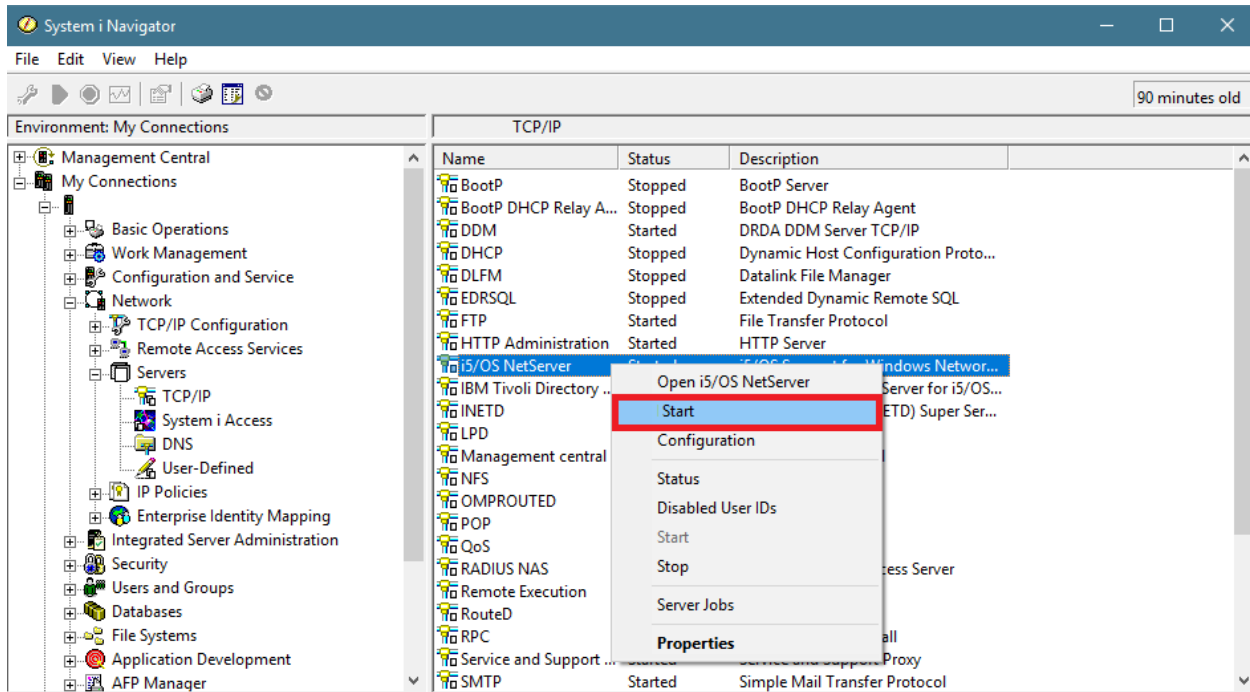 System i Navigator
File Edit View Help
90 minutes old
Environment: My Connections
TCP/IP
Management Central
My Connections
Basic Operations
Work Management
Configuration and Service
Network
TCP/IP Configuration
Remote Access Services
Servers
TCP/IP
System i Access
DNS
User-Defined
IP Policies
Enterprise Identity Mapping
Integrated Server Administration
Security
Users and Groups
Databases
File Systems
Application Development
AFP Manager
Name Status Description
BootP Stopped BootP Server
BootP DHCP Relay A... Stopped BootP DHCP Relay Agent
DDM Started DRDA DDM Server TCP/IP
DHCP Stopped Dynamic Host Configuration Proto...
DLFM Stopped Datalink File Manager
EDRSQL Stopped Extended Dynamic Remote SQL
FTP Started File Transfer Protocol
HTTP Administration Started HTTP Server
i5/OS NetServer indows Networ...
IBM Tivoli Directory ... Server for i5/OS...
INETD ETD) Super Ser...
LPD
Management central
NFS
OMPROUTED
POP
QoS
RADIUS NAS cess Server
Remote Execution
RouteD
RPC all
Service and Support ... Started Service and Support Proxy
SMTP Started Simple Mail Transfer Protocol
Open i5/OS NetServer
Start
Configuration
Status
Disabled User IDs
Start
Stop
Server Jobs
Properties